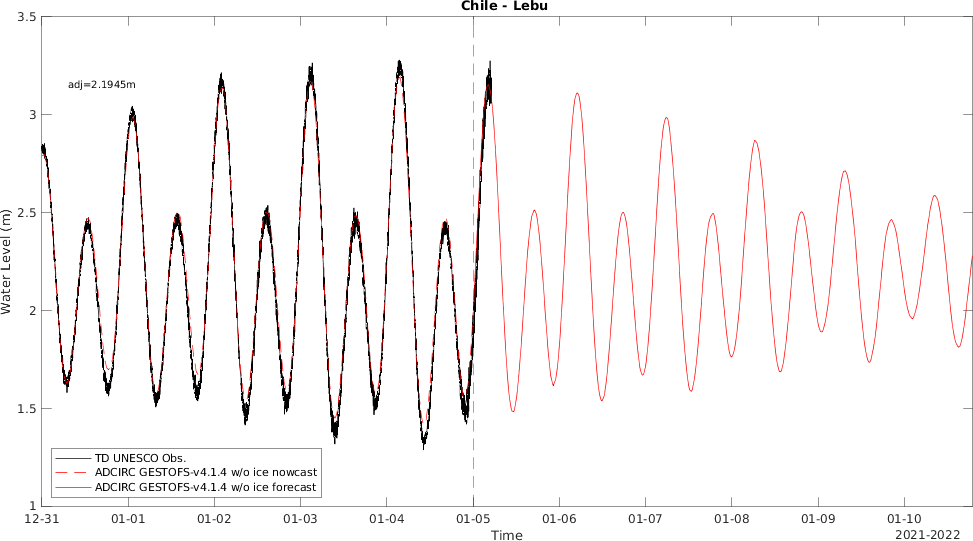 Chile - Lebu
3.5
3
2.5
2
1.5
1
Water Level (m)
adj=2.1945m
TD UNESCO Obs.
ADCIRC GESTOFS-v4.1.4 w/o ice nowcast
ADCIRC GESTOFS-v4.1.4 w/o ice forecast
12-31 01-01 01-02 01-03 01-04 01-05 01-06 01-07 01-08 01-09 01-10
Time
2021-2022